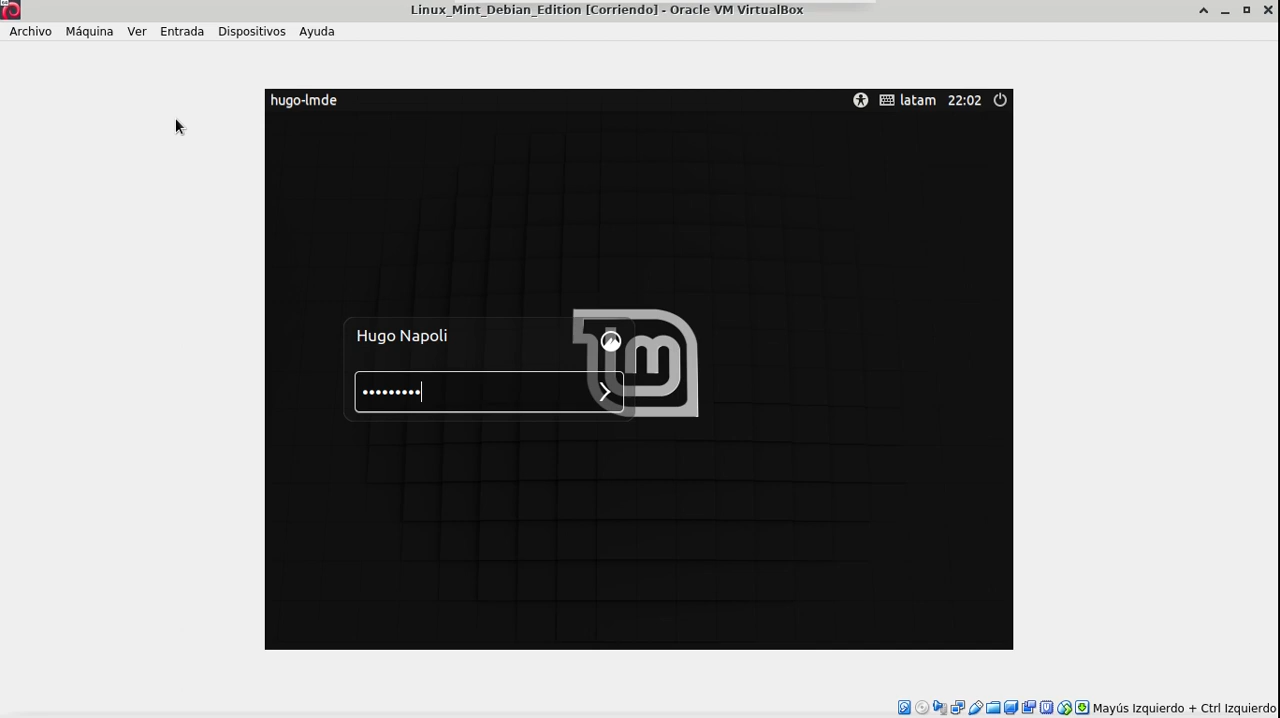 Linux_Mint_Debian_Edition [Corriendo] - Oracle VM VirtualBox
Archivo Máquina Ver Entrada Dispositivos Ayuda
hugo-lmde latam 22:02
Hugo Napoli
•••••••••
Mayús Izquierdo + Ctrl Izquierdo